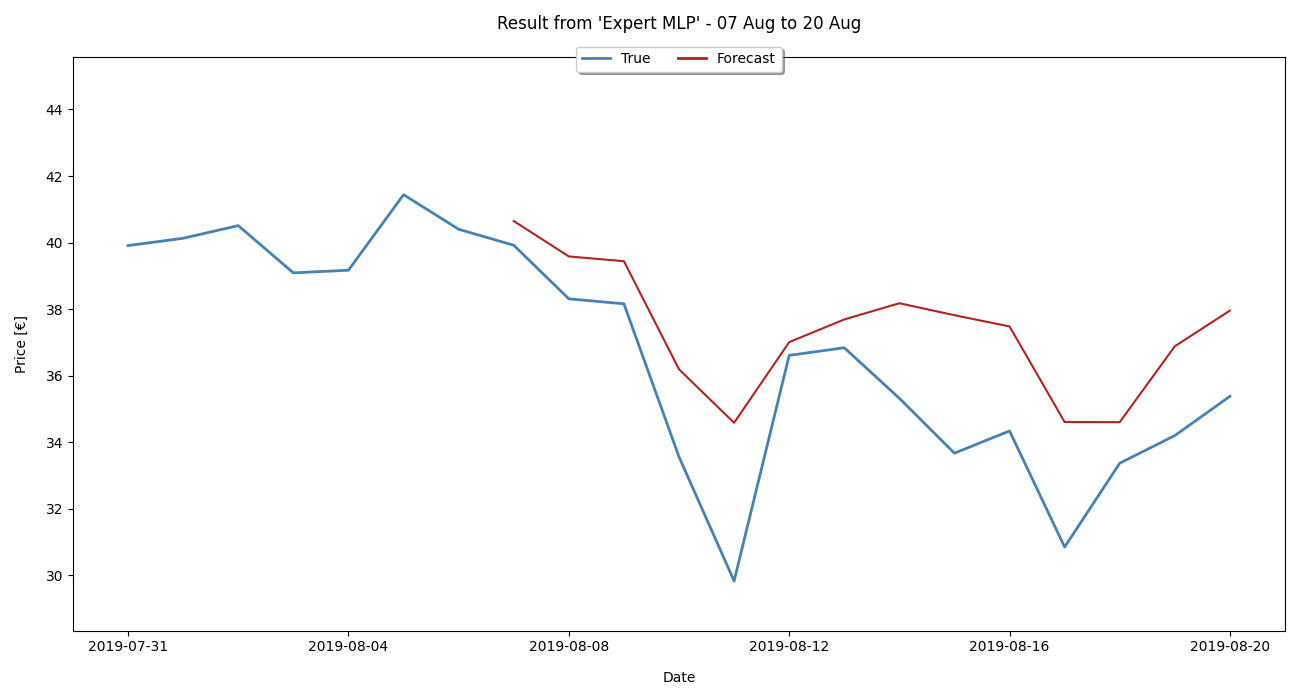 Result from 'Expert MLP' - 07 Aug to 20 Aug
True Forecast
44
42
40
38
36
34
32
30
Price [€]
2019-07-31 2019-08-04 2019-08-08 2019-08-12 2019-08-16 2019-08-20
Date